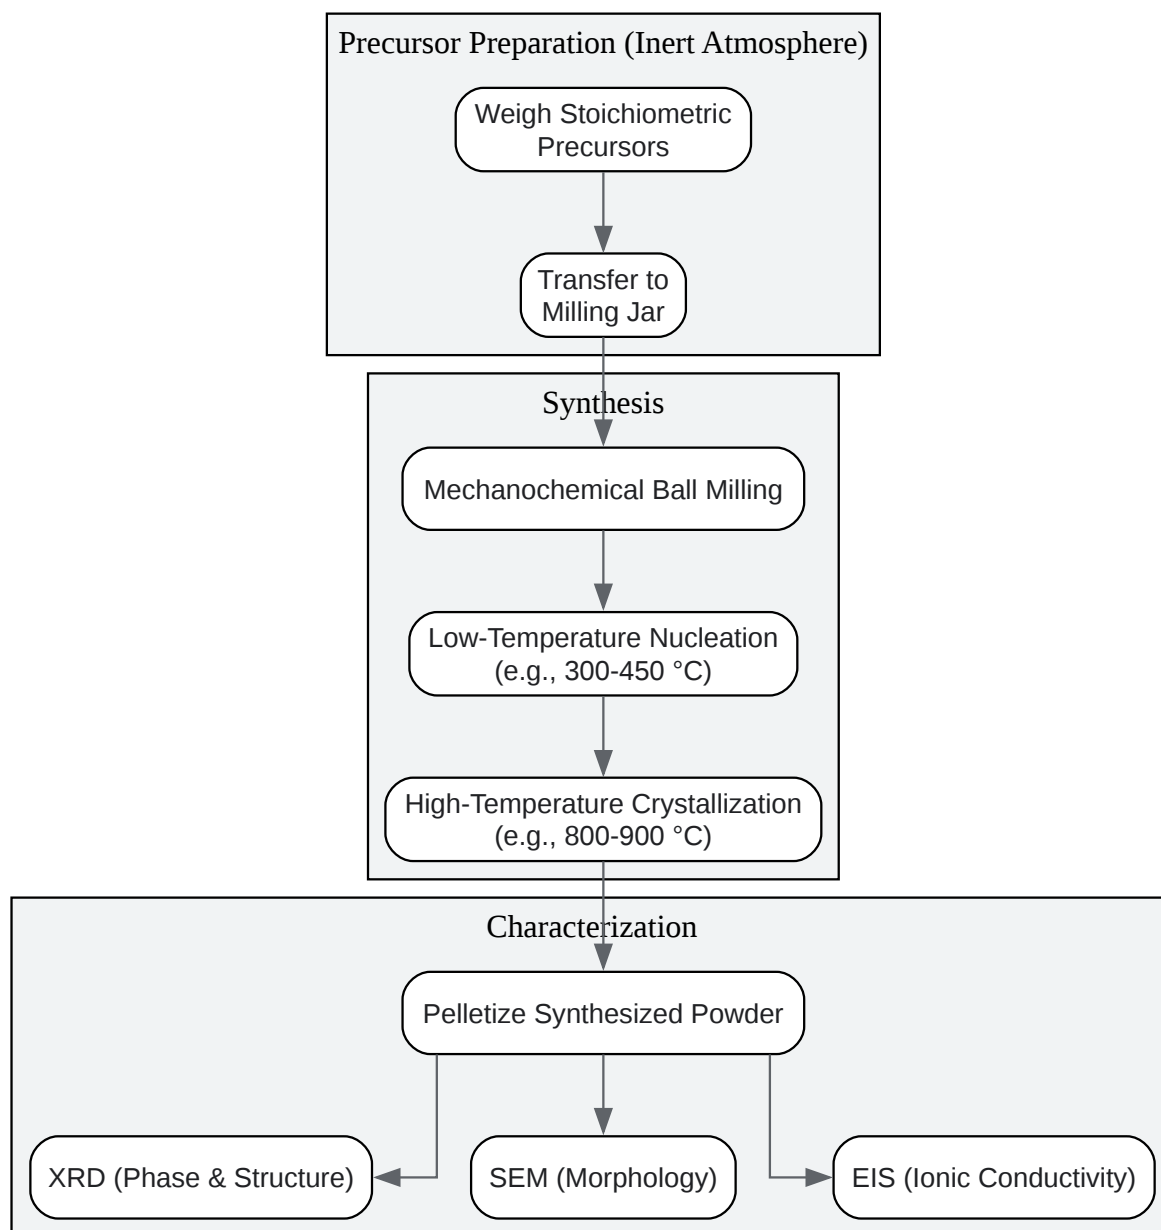 Precursor Preparation (Inert Atmosphere)
Weigh Stoichiometric
Precursors
Transfer to
Milling Jar
Synthesis
Mechanochemical Ball Milling
Low-Temperature Nucleation
(e.g., 300-450 °C)
High-Temperature Crystallization
(e.g., 800-900 °C)
Characterization
Pelletize Synthesized Powder
XRD (Phase & Structure)
SEM (Morphology)
EIS (Ionic Conductivity)